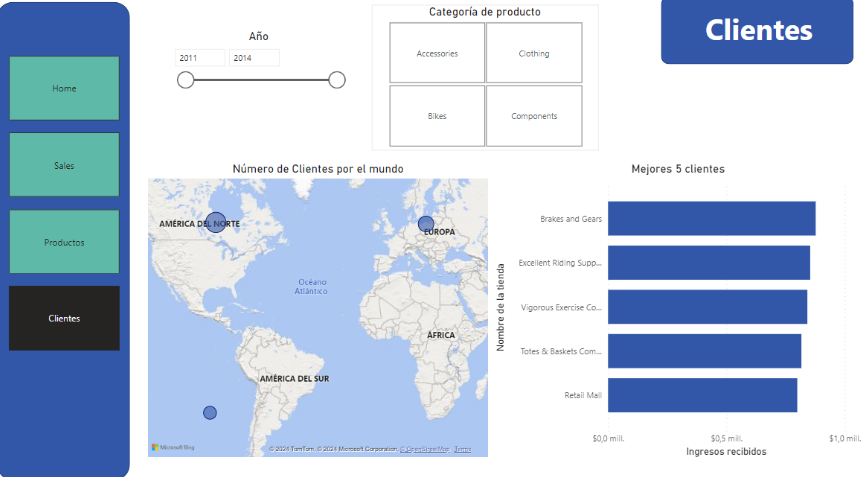 Home
Sales
Productos
Clientes
Año
2011
2014
Categoría de producto
Accessories
Clothing
Bikes
Components
Clientes
Número de Clientes por el mundo
AMÉRICA DEL NORTE
EUROPA
Océano
Atlántico
ÁFRICA
AMÉRICA DEL SUR
Microsoft Bing
© 2024 TomTom, © 2024 Microsoft Corporation, © OpenStreetMap Terms
Mejores 5 clientes
Nombre de la tienda
Brakes and Gears
Excellent Riding Supp...
Vigorous Exercise Co...
Totes & Baskets Com...
Retail Mall
$0,0 mill.
$0,5 mill.
$1,0 mill.
Ingresos recibidos